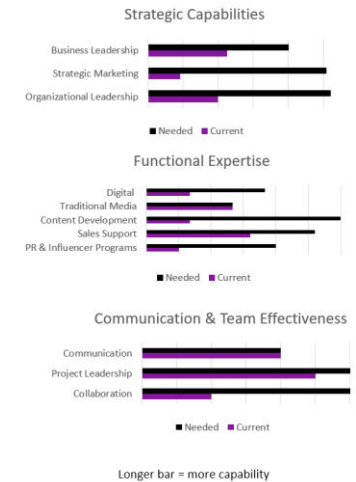 Strategic Capabilities
Business Leadership
Strategic Marketing
Organizational Leadership
Needed Current
Functional Expertise
Digital
Traditional Media
Content Development
Sales Support
PR & Influencer Programs
Needed Current
Communication & Team Effectiveness
Communication
Project Leadership
Collaboration
Needed Current
Longer bar = more capability